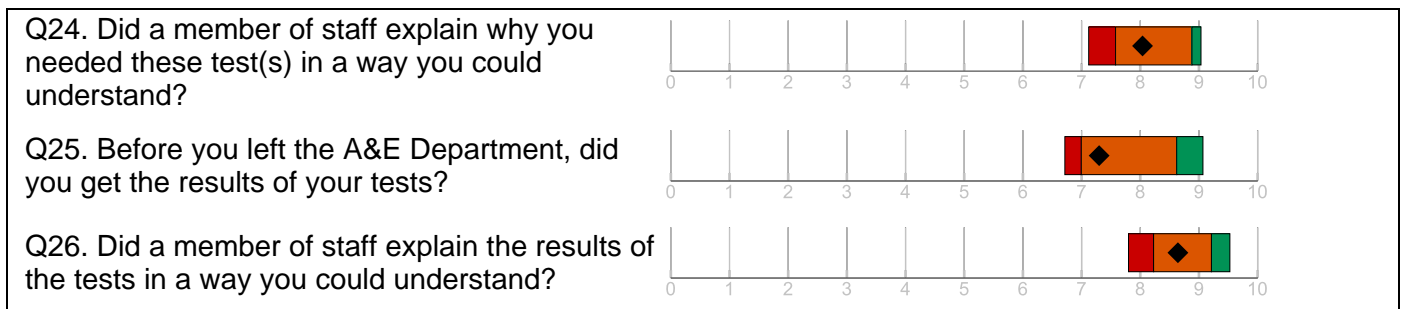 Q24. Did a member of staff explain why you
needed these test(s) in a way you could
understand?
0 1 2 3 4 5 6 7 8 9 10
Q25. Before you left the A&E Department, did
you get the results of your tests?
0 1 2 3 4 5 6 7 8 9 10
Q26. Did a member of staff explain the results of
the tests in a way you could understand?
0 1 2 3 4 5 6 7 8 9 10